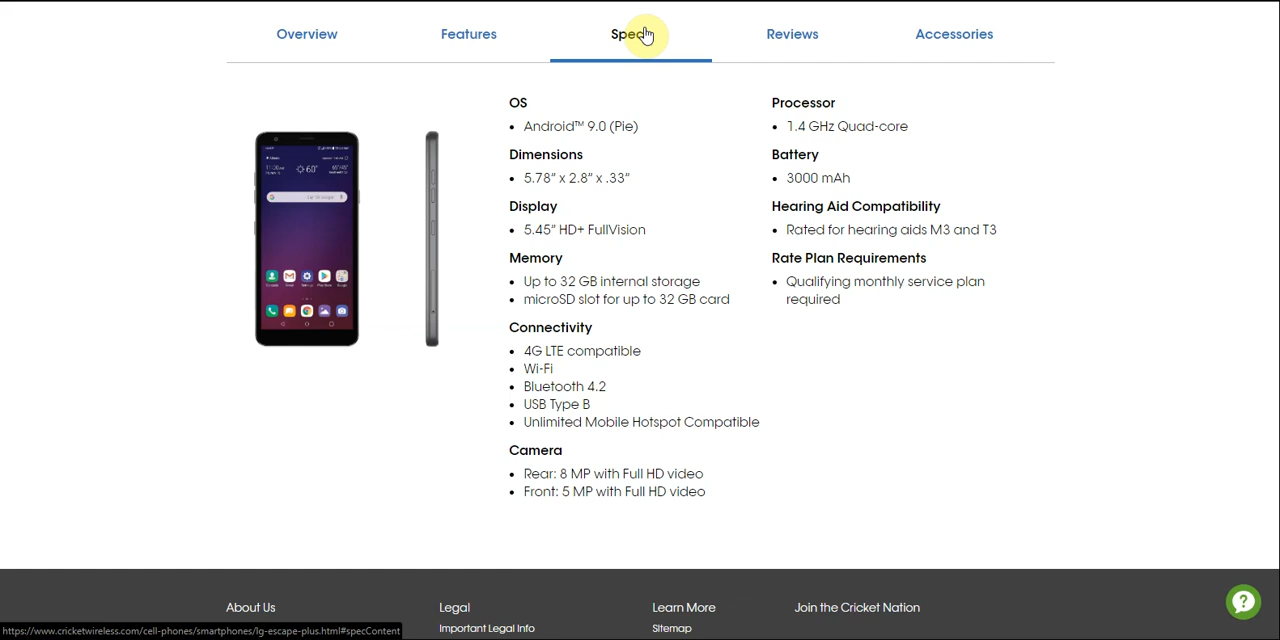 Overview
Features
Spec
Reviews
Accessories
OS
• Android™ 9.0 (Pie)
Dimensions
• 5.78” x 2.8” x .33”
Display
• 5.45” HD+ FullVision
Memory
• Up to 32 GB internal storage
• microSD slot for up to 32 GB card
Connectivity
• 4G LTE compatible
• Wi-Fi
• Bluetooth 4.2
• USB Type B
• Unlimited Mobile Hotspot Compatible
Camera
• Rear: 8 MP with Full HD video
• Front: 5 MP with Full HD video
Processor
• 1.4 GHz Quad-core
Battery
• 3000 mAh
Hearing Aid Compatibility
• Rated for hearing aids M3 and T3
Rate Plan Requirements
• Qualifying monthly service plan
required
60°
About Us
Legal
Learn More
Join the Cricket Nation
Important Legal Info
Sitemap
https://www.cricketwireless.com/cell-phones/smartphones/lg-escape-plus.html#specContent
?